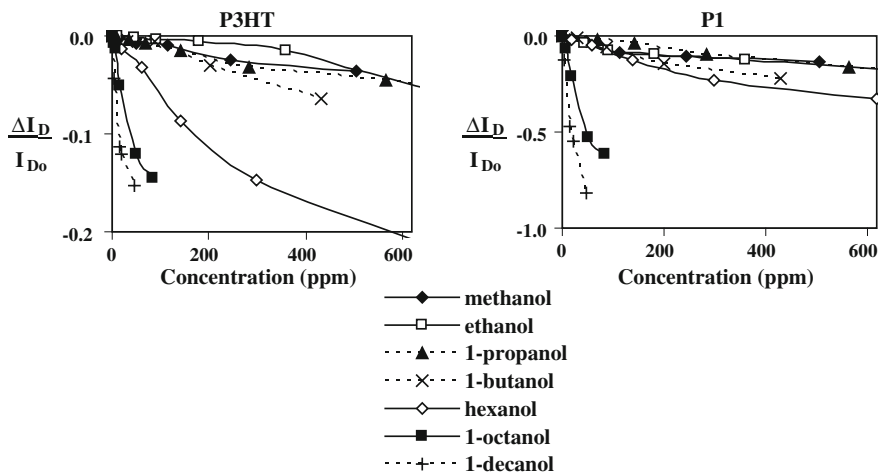 P3HT
0.0
-0.1
-0.2
ΔI_D
I_Do
0 200 400 600
Concentration (ppm)
P1
0.0
-0.5
-1.0
ΔI_D
I_Do
0 200 400 600
Concentration (ppm)
methanol
ethanol
1-propanol
1-butanol
hexanol
1-octanol
1-decanol